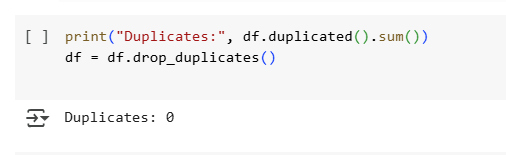 [ ] print("Duplicates:", df.duplicated().sum())
df = df.drop_duplicates()
Duplicates: 0